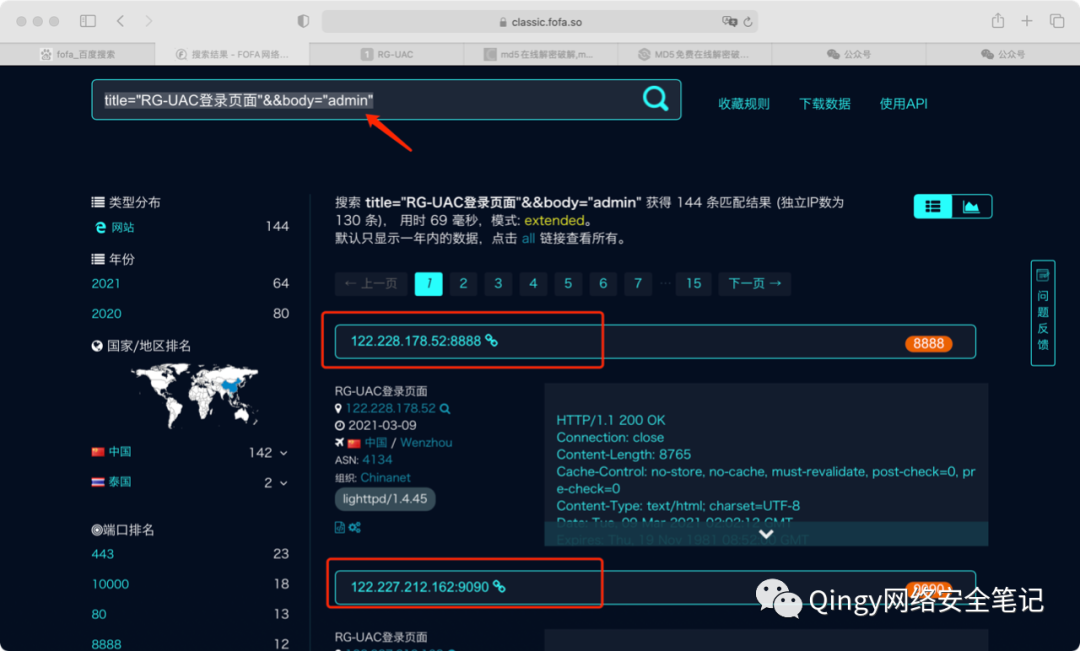 classic.fofa.so
fofa_百度搜索
搜索结果 - FOFA网络...
1 RG-UAC
md5在线解密破解,m...
MD5免费在线解密破...
公众号
公众号
title="RG-UAC登录页面"&&body="admin"
收藏规则 下载数据 使用API
类型分布
网站 144
年份
2021 64
2020 80
国家/地区排名
中国 142
泰国 2
端口排名
443 23
10000 18
80 13
8888 12
搜索 title="RG-UAC登录页面"&&body="admin" 获得 144 条匹配结果 (独立IP数为
130 条)， 用时 69 毫秒，模式: extended。
默认只显示一年内的数据，点击 all 链接查看所有。
← 上一页 1 2 3 4 5 6 7 ... 15 下一页 →
122.228.178.52:8888 8888
RG-UAC登录页面
122.228.178.52
2021-03-09
中国 / Wenzhou
ASN: 4134
组织: Chinanet
lighttpd/1.4.45
HTTP/1.1 200 OK
Connection: close
Content-Length: 8765
Cache-Control: no-store, no-cache, must-revalidate, post-check=0, pr
e-check=0
Content-Type: text/html; charset=UTF-8
Date: Tue, 09 Mar 2021 02:02:12 GMT
Expires: Thu, 19 Nov 1981 08:52:00 GMT
122.227.212.162:9090 9090
RG-UAC登录页面
问题反馈
Qingy网络安全笔记